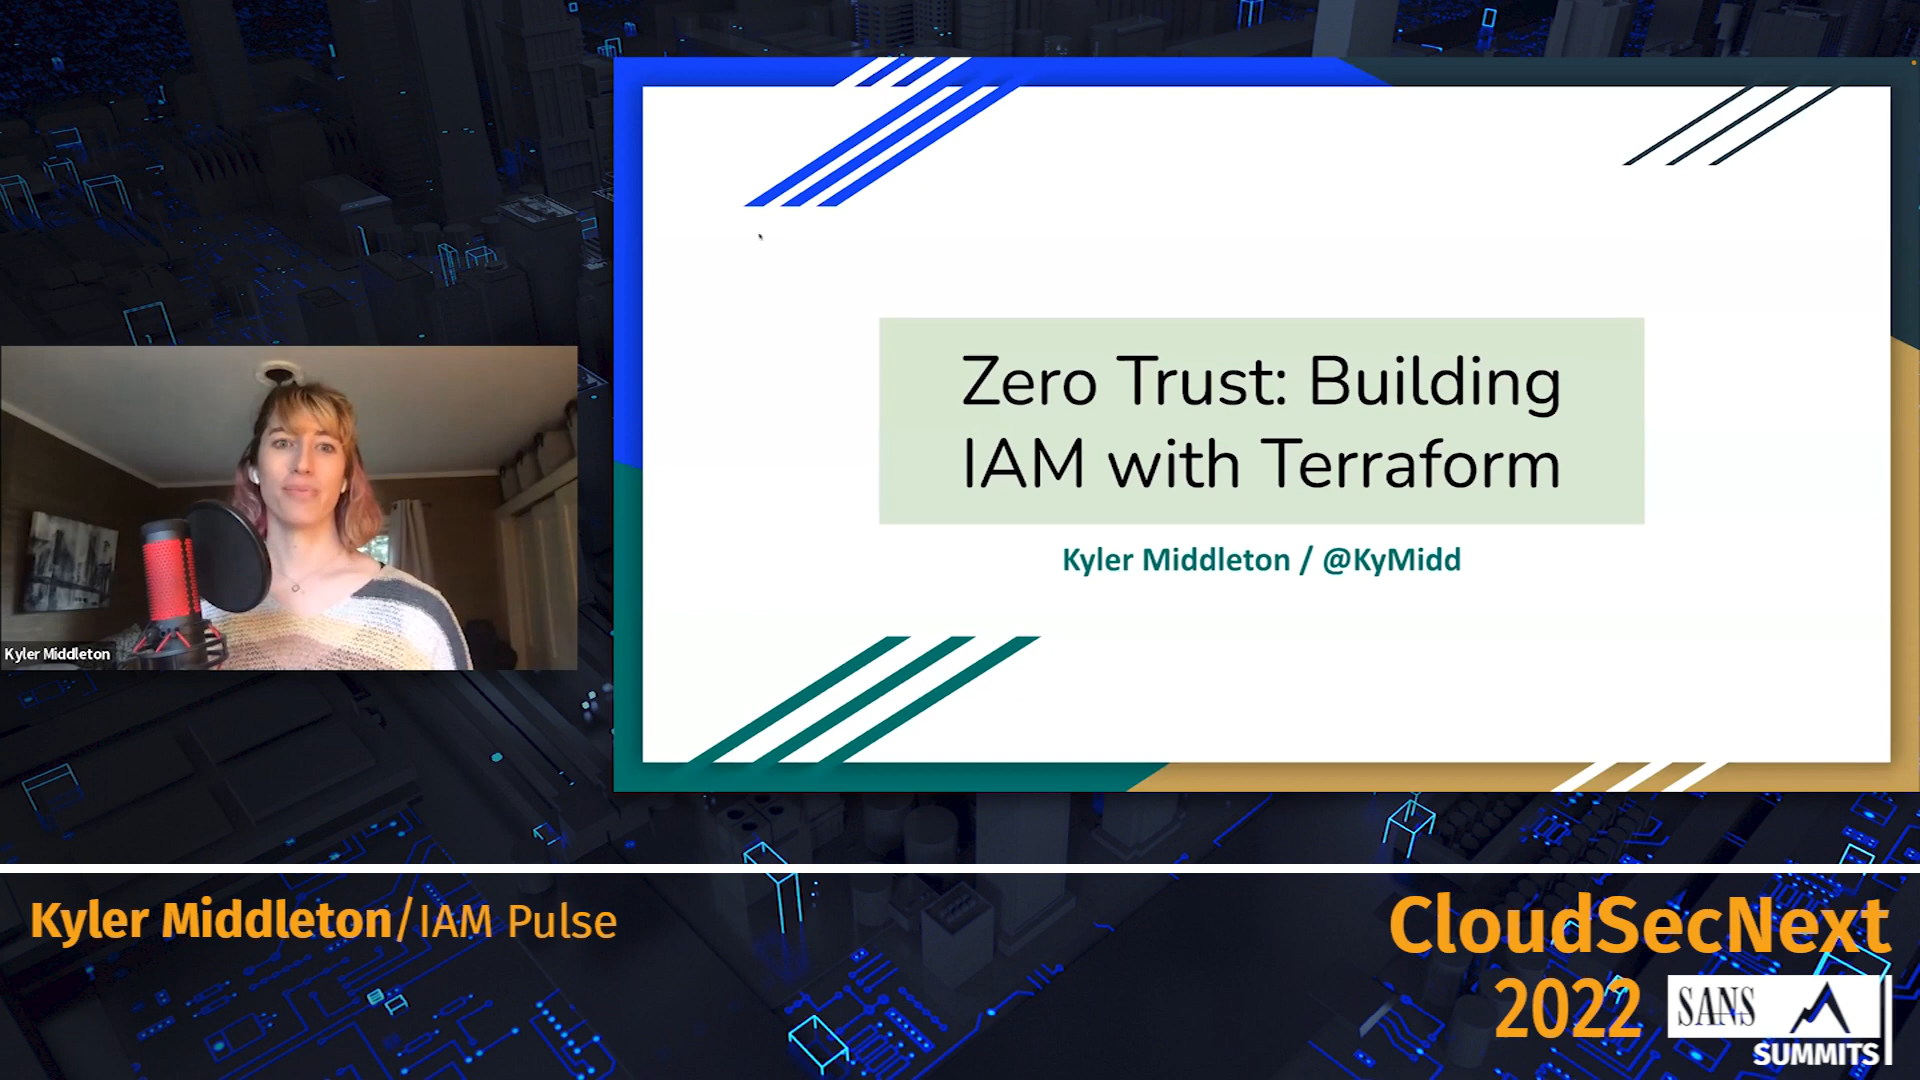 Zero Trust: Building
IAM with Terraform
Kyler Middleton / @KyMidd
Kyler Middleton
Kyler Middleton/IAM Pulse
CloudSecNext
2022
SANS
SUMMITS